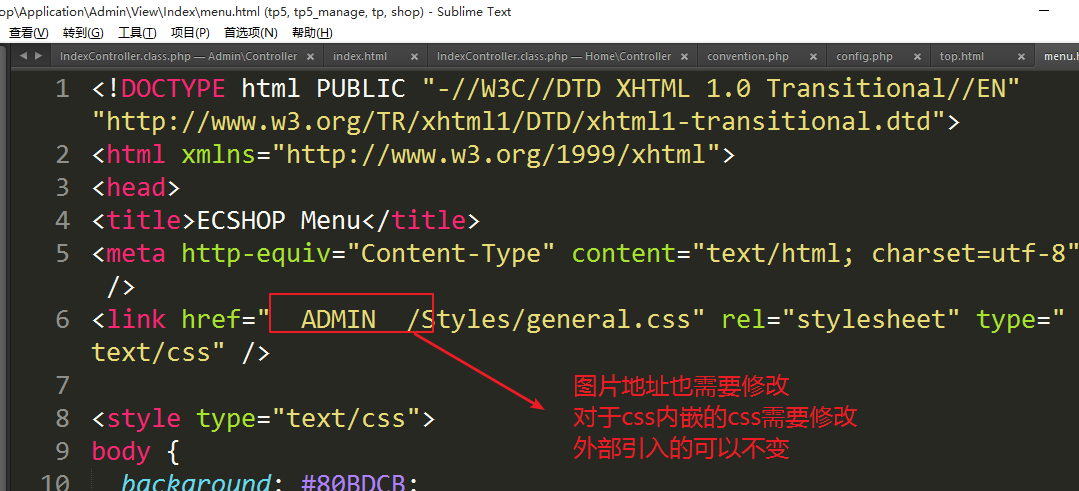 op\Application\Admin\View\Index\menu.html (tp5, tp5_manage, tp, shop) - Sublime Text
查看(V) 转到(G) 工具(T) 项目(P) 首选项(N) 帮助(H)
IndexController.class.php — Admin\Controller × index.html × IndexController.class.php — Home\Controller × convention.php × config.php × top.html × menu.h
1 <!DOCTYPE html PUBLIC "-//W3C//DTD XHTML 1.0 Transitional//EN"
"http://www.w3.org/TR/xhtml1/DTD/xhtml1-transitional.dtd">
2 <html xmlns="http://www.w3.org/1999/xhtml">
3 <head>
4 <title>ECSHOP Menu</title>
5 <meta http-equiv="Content-Type" content="text/html; charset=utf-8"
/>
6 <link href="__ADMIN__/Styles/general.css" rel="stylesheet" type="
text/css" />
7
图片地址也需要修改
对于css内嵌的css需要修改
外部引入的可以不变
8 <style type="text/css">
9 body {
10 background: #80BDCB;